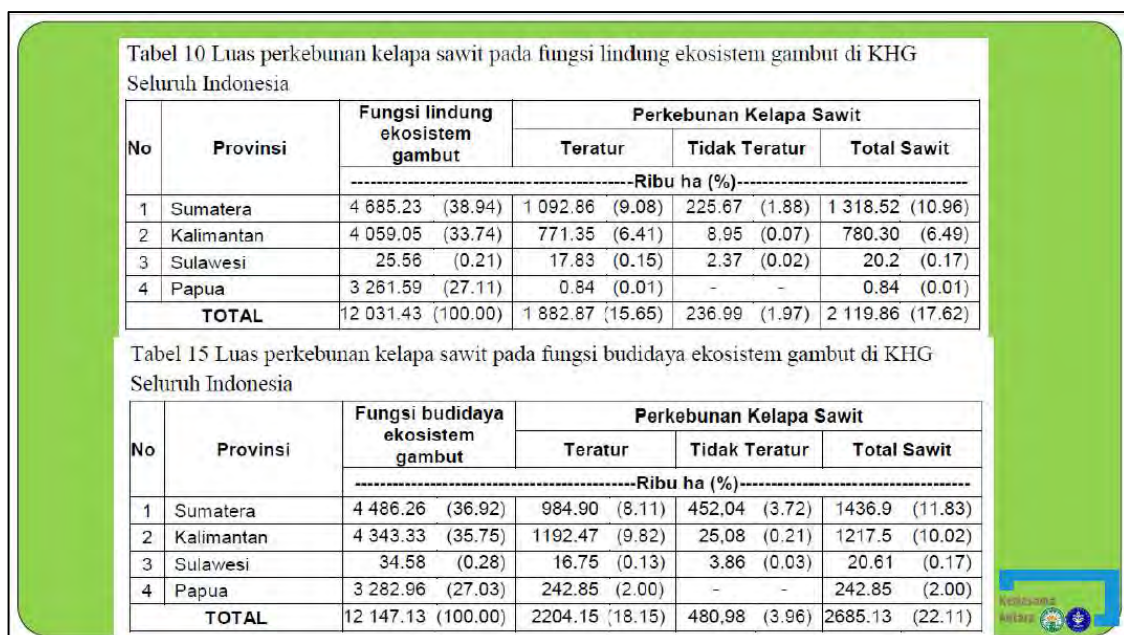 Tabel 10 Luas perkebunan kelapa sawit pada fungsi lindung ekosistem gambut di KHG
Seluruh Indonesia
No Provinsi Fungsi lindung ekosistem gambut Perkebunan Kelapa Sawit
Teratur Tidak Teratur Total Sawit
--------------------------------------------Ribu ha (%)------------------------------------
1 Sumatera 4 685.23 (38.94) 1 092.86 (9.08) 225.67 (1.88) 1 318.52 (10.96)
2 Kalimantan 4 059.05 (33.74) 771.35 (6.41) 8.95 (0.07) 780.30 (6.49)
3 Sulawesi 25.56 (0.21) 17.83 (0.15) 2.37 (0.02) 20.2 (0.17)
4 Papua 3 261.59 (27.11) 0.84 (0.01) - - 0.84 (0.01)
TOTAL 12 031.43 (100.00) 1 882.87 (15.65) 236.99 (1.97) 2 119.86 (17.62)
Tabel 15 Luas perkebunan kelapa sawit pada fungsi budidaya ekosistem gambut di KHG
Seluruh Indonesia
No Provinsi Fungsi budidaya ekosistem gambut Perkebunan Kelapa Sawit
Teratur Tidak Teratur Total Sawit
--------------------------------------------Ribu ha (%)------------------------------------
1 Sumatera 4 486.26 (36.92) 984.90 (8.11) 452,04 (3.72) 1436.9 (11.83)
2 Kalimantan 4 343.33 (35.75) 1192.47 (9.82) 25,08 (0.21) 1217.5 (10.02)
3 Sulawesi 34.58 (0.28) 16.75 (0.13) 3.86 (0.03) 20.61 (0.17)
4 Papua 3 282.96 (27.03) 242.85 (2.00) - - 242.85 (2.00)
TOTAL 12 147.13 (100.00) 2204.15 (18.15) 480,98 (3.96) 2685.13 (22.11)
Kerjasama
antara